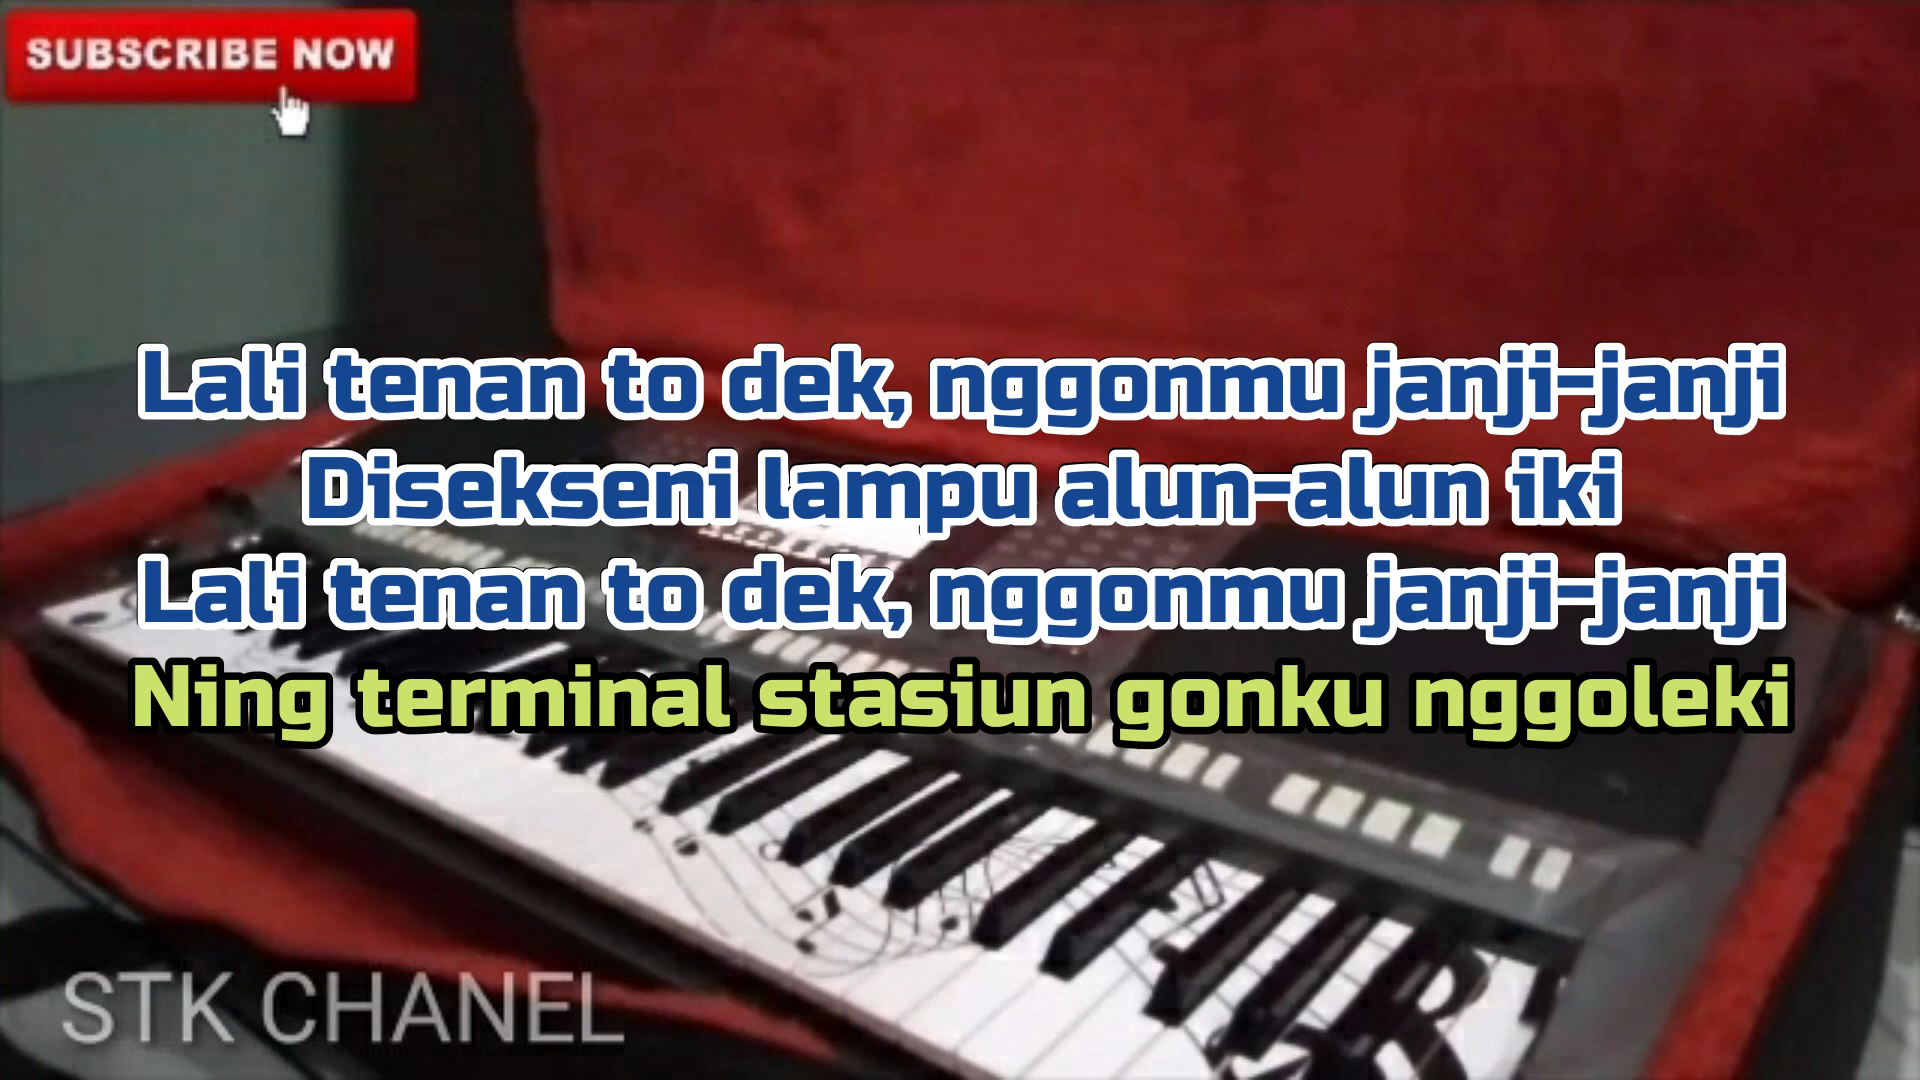 SUBSCRIBE NOW
Lali tenan to dek, nggonmu janji-janji
Disekseni lampu alun-alun iki
Lali tenan to dek, nggonmu janji-janji
Ning terminal stasiun gonku nggoleki
STK CHANEL